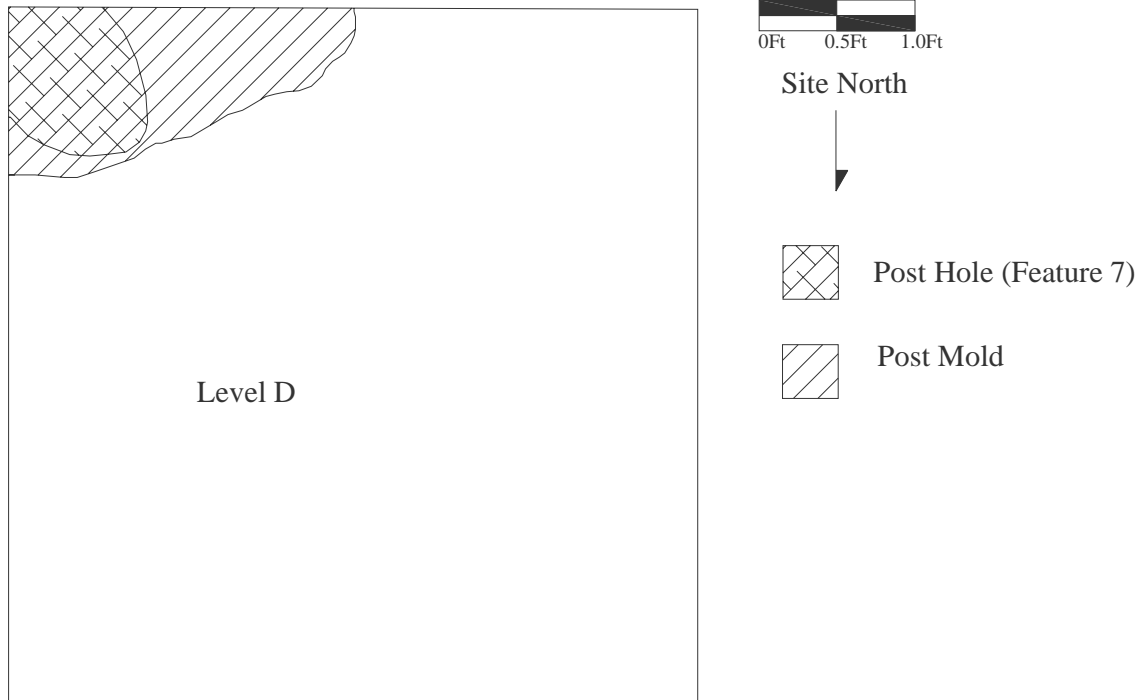 0Ft 0.5Ft 1.0Ft
Site North
Post Hole (Feature 7)
Post Mold
Level D